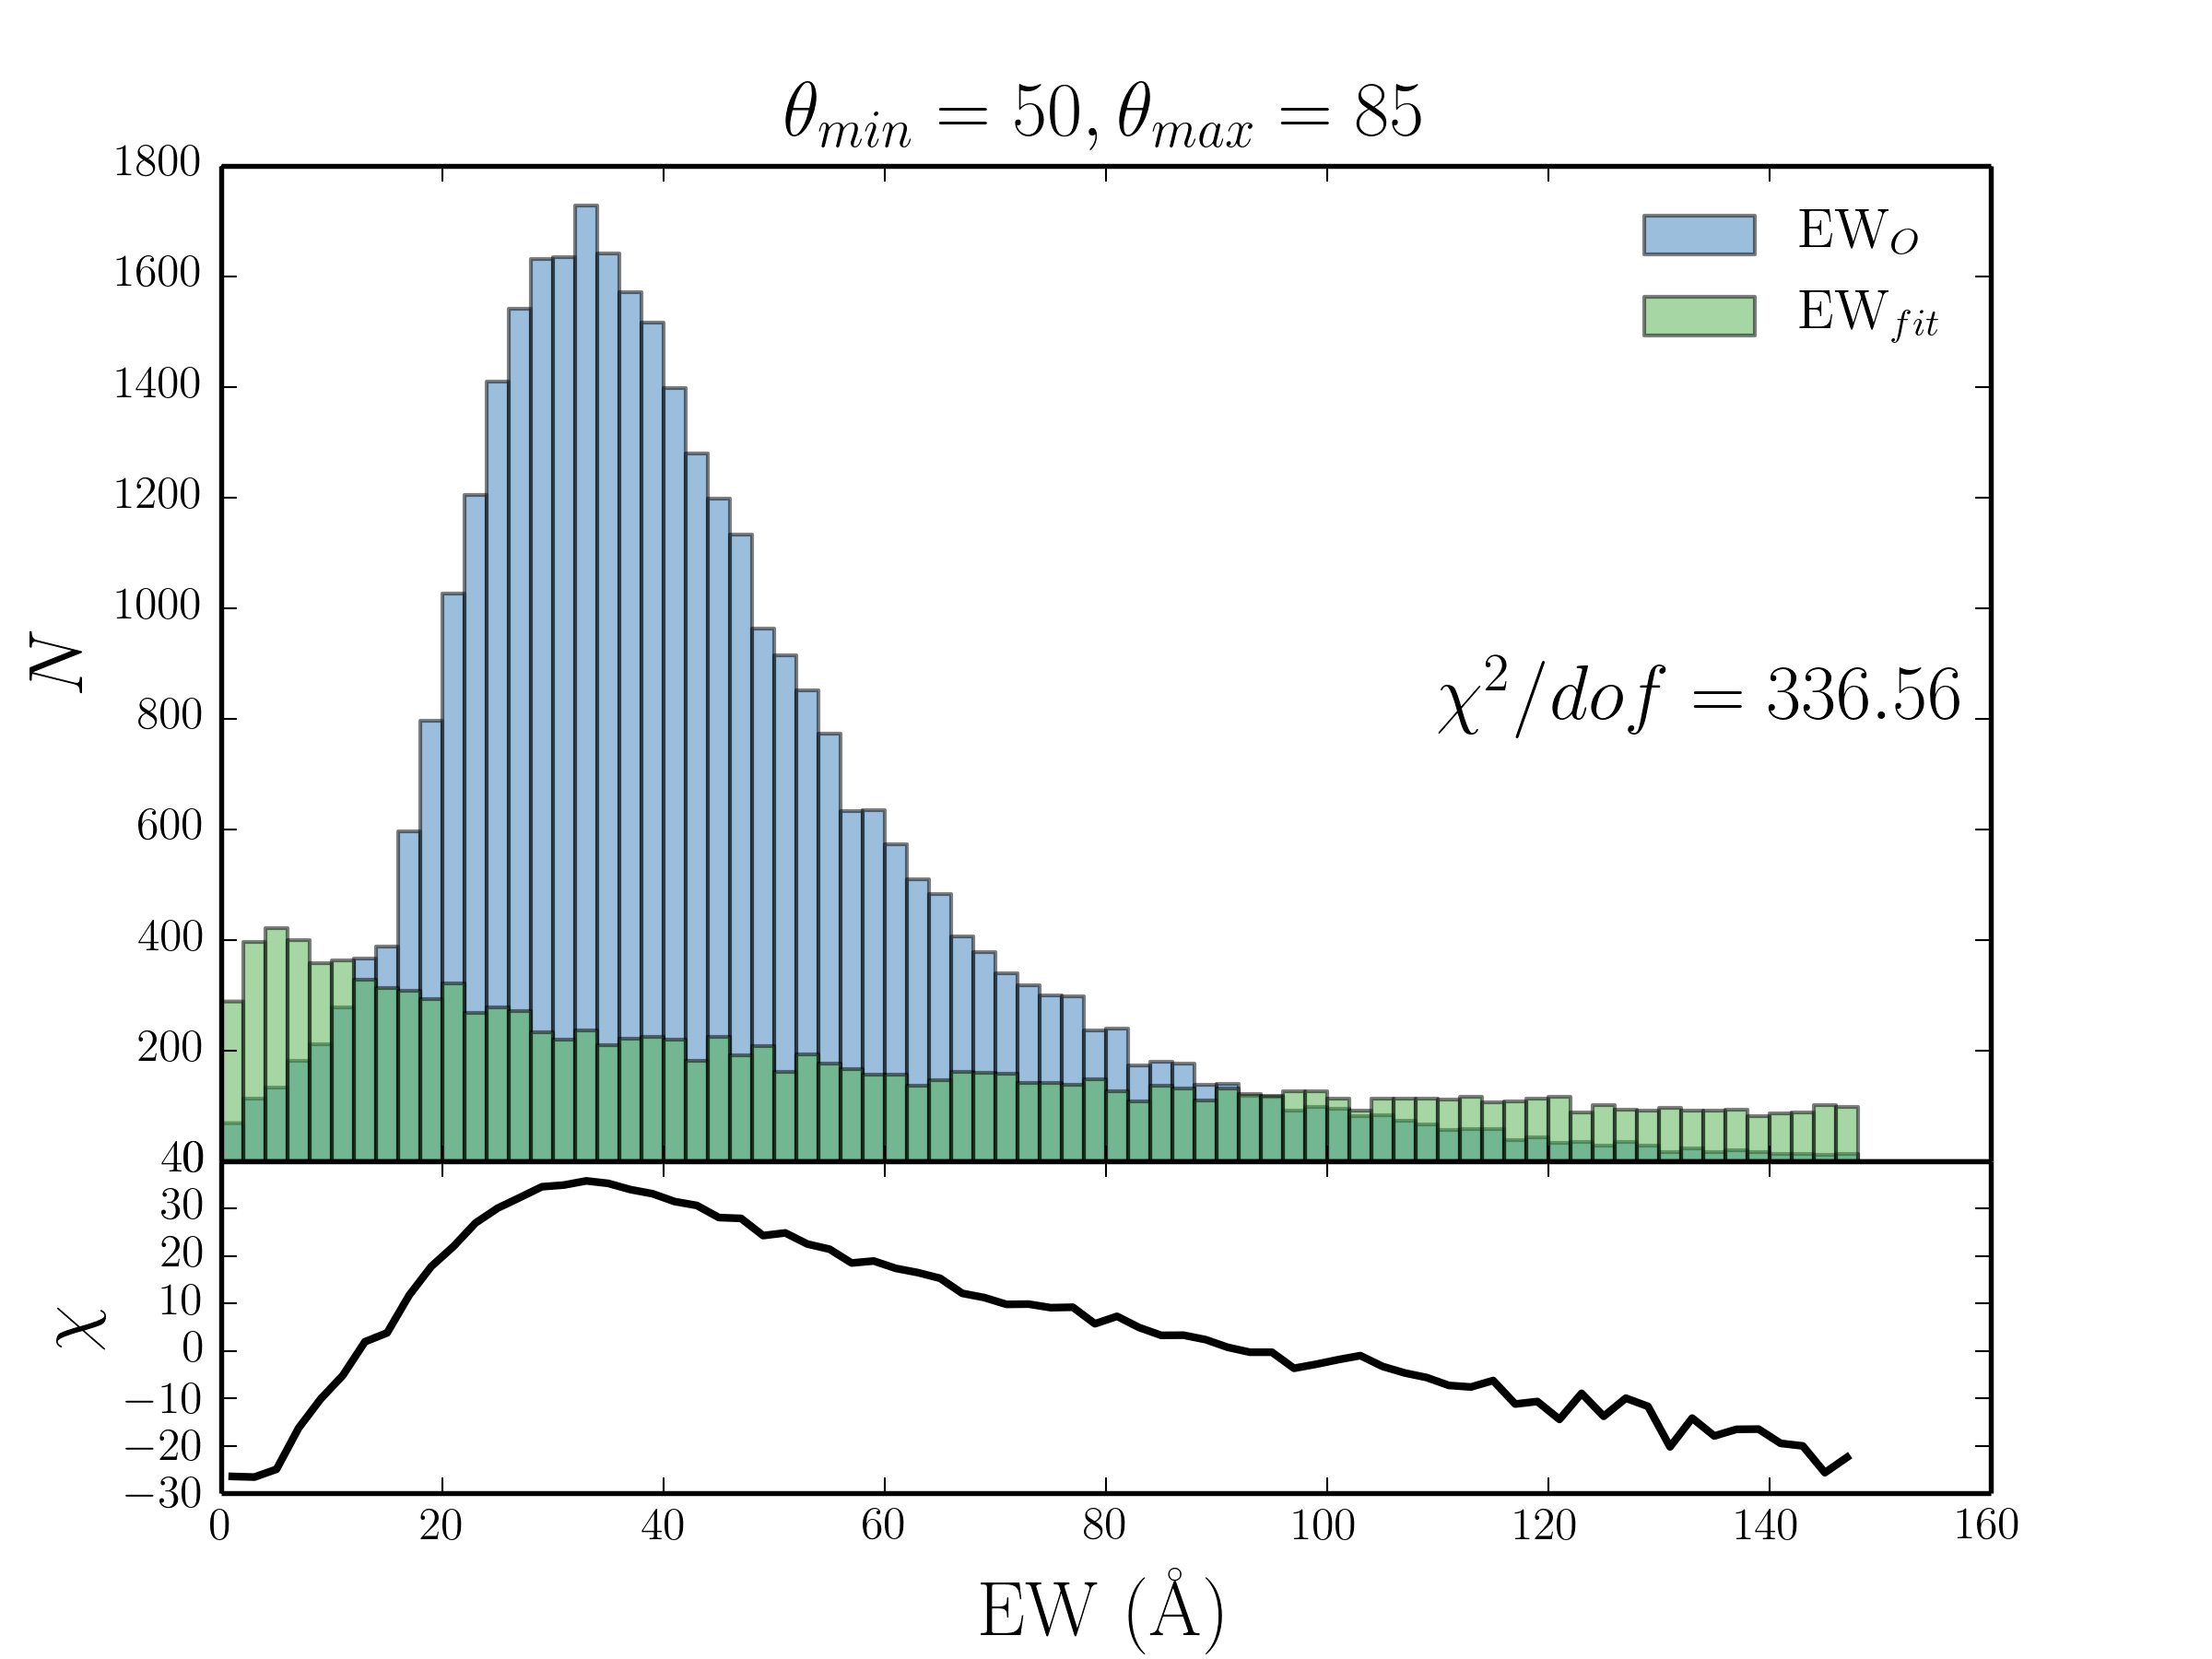 θ_min = 50, θ_max = 85
1800
1600
1400
1200
1000
800
600
400
200
N
EW_O
EW_fit
χ²/dof = 336.56
40
30
20
10
0
−10
−20
−30
χ
0 20 40 60 80 100 120 140 160
EW (Å)